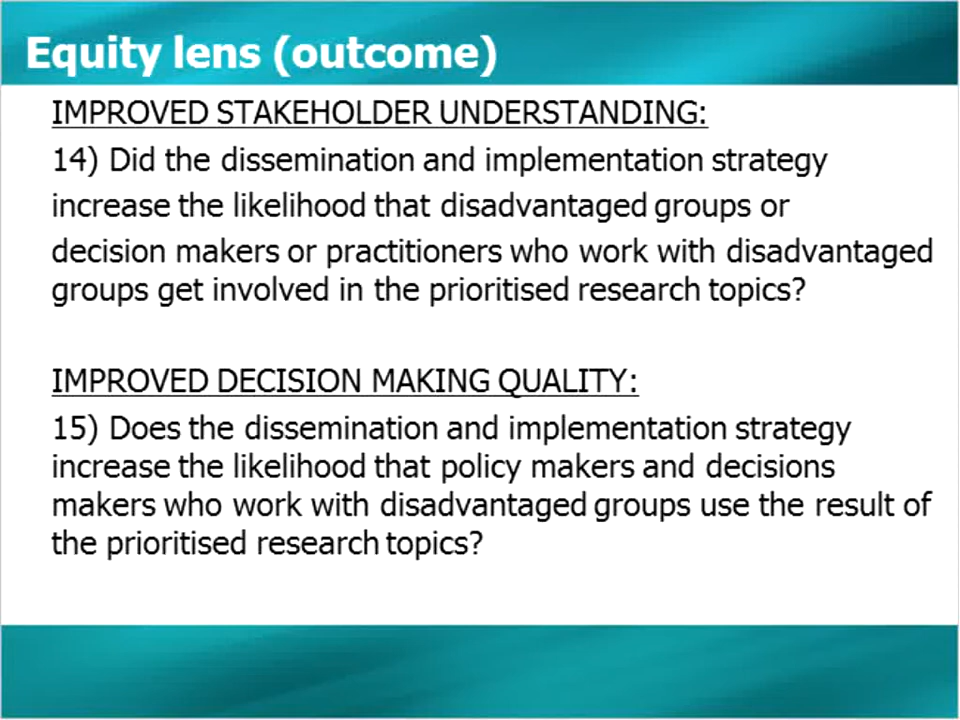 Equity lens (outcome)
IMPROVED STAKEHOLDER UNDERSTANDING:
14) Did the dissemination and implementation strategy
increase the likelihood that disadvantaged groups or
decision makers or practitioners who work with disadvantaged
groups get involved in the prioritised research topics?
IMPROVED DECISION MAKING QUALITY:
15) Does the dissemination and implementation strategy
increase the likelihood that policy makers and decisions
makers who work with disadvantaged groups use the result of
the prioritised research topics?